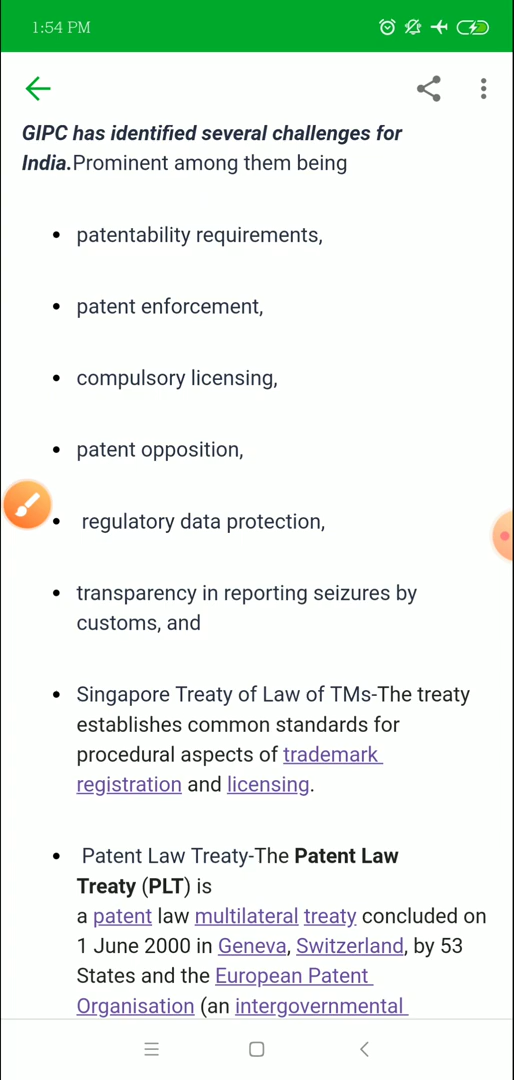 1:54 PM
GIPC has identified several challenges for
India.Prominent among them being
• patentability requirements,
• patent enforcement,
• compulsory licensing,
• patent opposition,
• regulatory data protection,
• transparency in reporting seizures by
customs, and
• Singapore Treaty of Law of TMs-The treaty
establishes common standards for
procedural aspects of trademark
registration and licensing.
• Patent Law Treaty-The Patent Law
Treaty (PLT) is
a patent law multilateral treaty concluded on
1 June 2000 in Geneva, Switzerland, by 53
States and the European Patent
Organisation (an intergovernmental